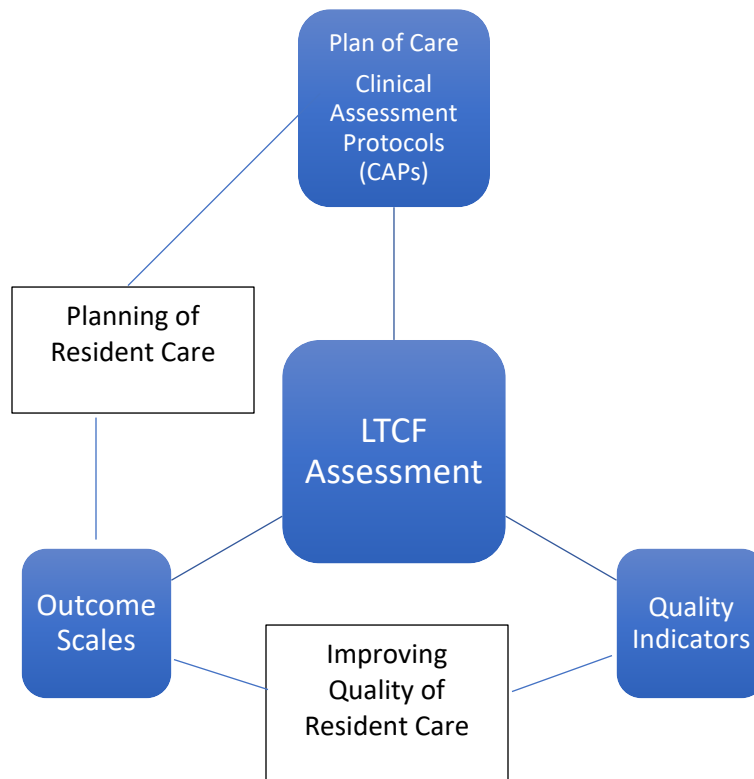 Plan of Care
Clinical
Assessment
Protocols
(CAPs)
Planning of
Resident Care
LTCF
Assessment
Outcome
Scales
Improving
Quality of
Resident Care
Quality
Indicators